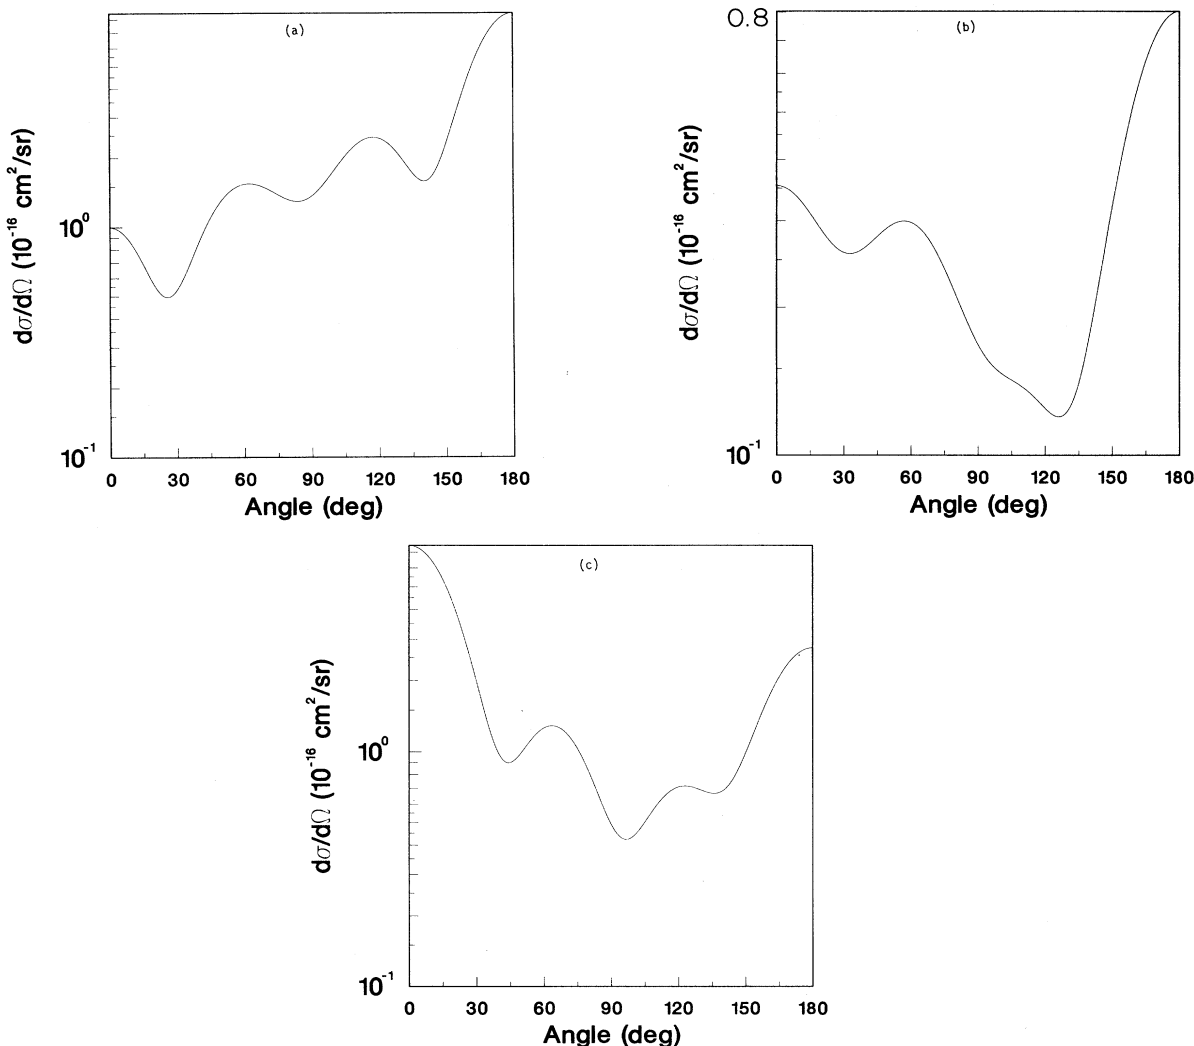 (a)
dσ/dΩ (10⁻¹⁶ cm²/sr)
10⁰
10⁻¹
0 30 60 90 120 150 180
Angle (deg)
0.8
(b)
dσ/dΩ (10⁻¹⁶ cm²/sr)
10⁻¹
0 30 60 90 120 150 180
Angle (deg)
(c)
dσ/dΩ (10⁻¹⁶ cm²/sr)
10⁰
10⁻¹
0 30 60 90 120 150 180
Angle (deg)